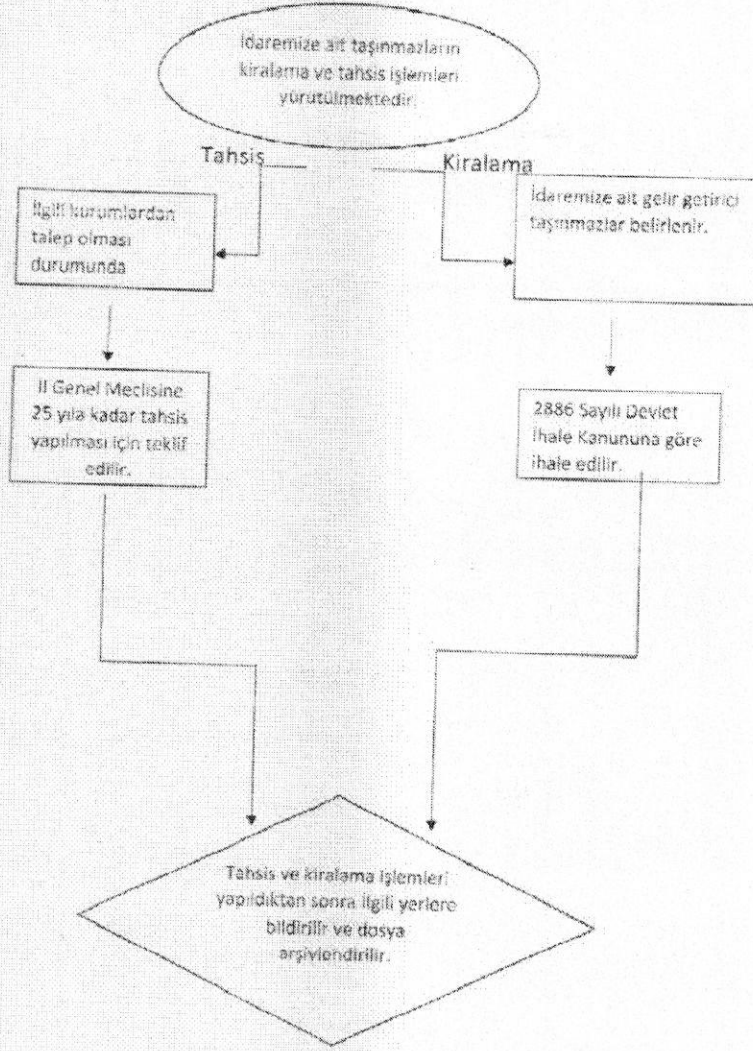 İdaremize ait taşınmazların
kiralama ve tahsis işlemleri
yürütülmektedir.
Tahsis
Kiralama
İlgili kurumlardan
talep olması
durumunda
İdaremize ait gelir getirici
taşınmazlar belirlenir.
İl Genel Meclisine
25 yıla kadar tahsis
yapılması için teklif
edilir.
2886 Sayılı Devlet
İhale Kanununa göre
ihale edilir.
Tahsis ve kiralama işlemleri
yapıldıktan sonra ilgili yerlere
bildirilir ve dosya
arşivlendirilir.